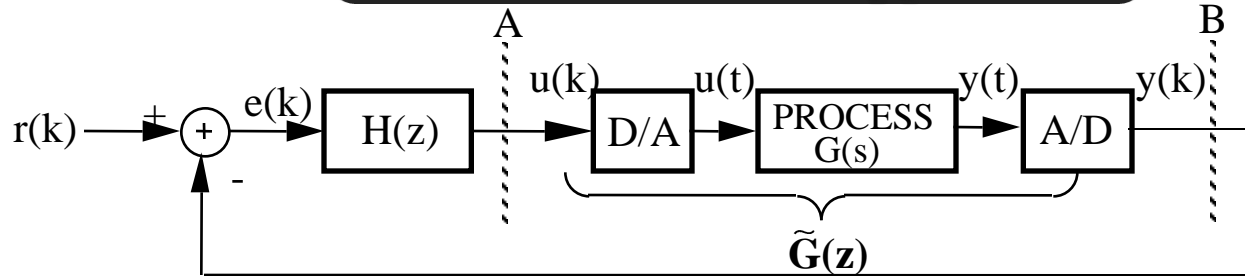 A B
u(k) u(t) y(t) y(k)
+ e(k)
r(k) + H(z) D/A PROCESS A/D
G(s)
-
G̃(z)